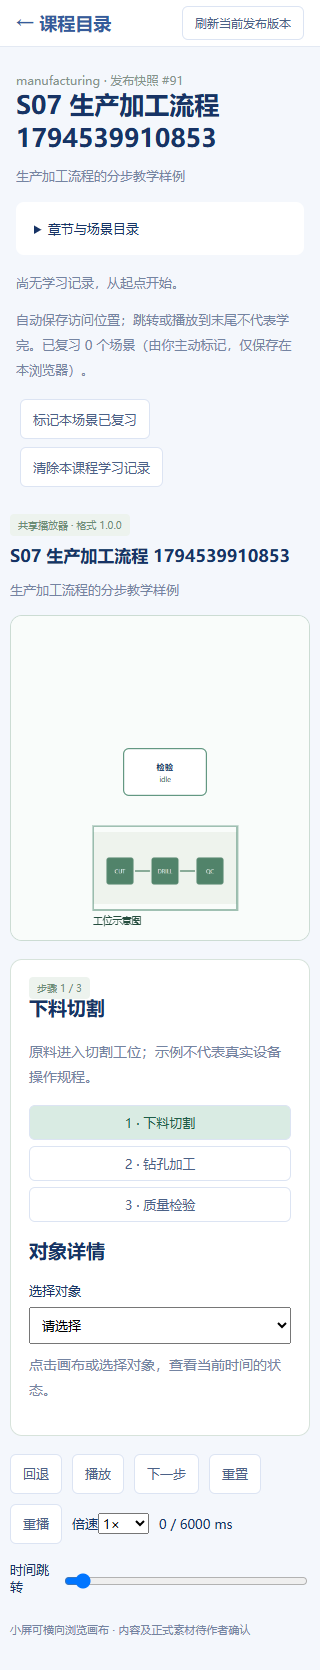 ← 课程目录
刷新当前发布版本
manufacturing · 发布快照 #91
S07 生产加工流程
1794539910853
生产加工流程的分步教学样例
▶ 章节与场景目录
尚无学习记录，从起点开始。
自动保存访问位置；跳转或播放到末尾不代表学
完。已复习 0 个场景（由你主动标记，仅保存在
本浏览器）。
标记本场景已复习
清除本课程学习记录
共享播放器 · 格式 1.0.0
S07 生产加工流程 1794539910853
生产加工流程的分步教学样例
检验
idle
CUT
DRILL
QC
工位示意图
步骤 1 / 3
下料切割
原料进入切割工位；示例不代表真实设备
操作规程。
1 · 下料切割
2 · 钻孔加工
3 · 质量检验
对象详情
选择对象
请选择
点击画布或选择对象，查看当前时间的状
态。
回退
播放
下一步
重置
重播
倍速 1× 0 / 6000 ms
时间跳
转
小屏可横向浏览画布 · 内容及正式素材待作者确认